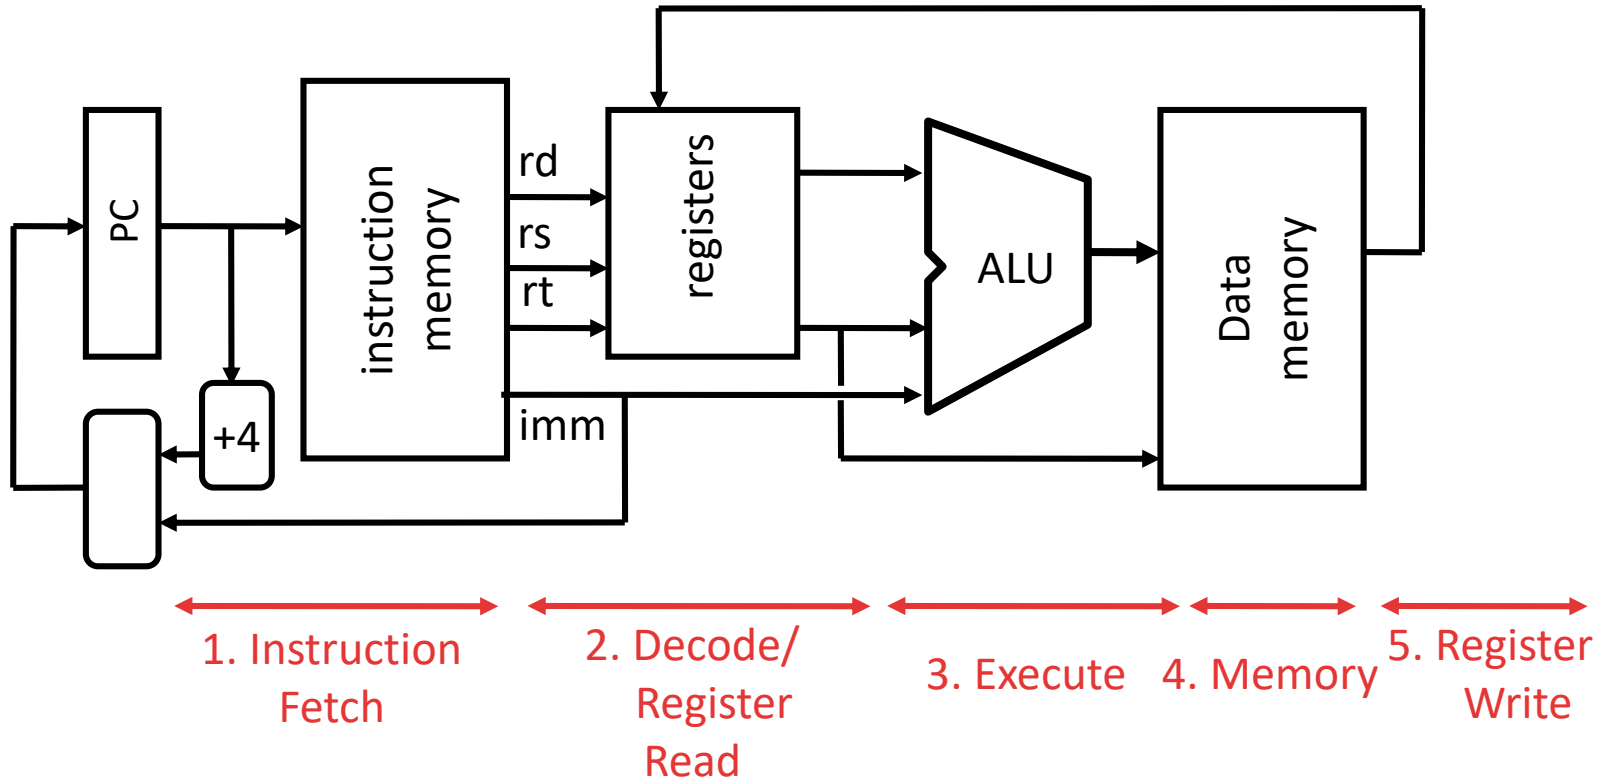 PC
+4
instruction
memory
rd
rs
rt
imm
registers
ALU
Data
memory
1. Instruction
Fetch
2. Decode/
Register
Read
3. Execute
4. Memory
5. Register
Write